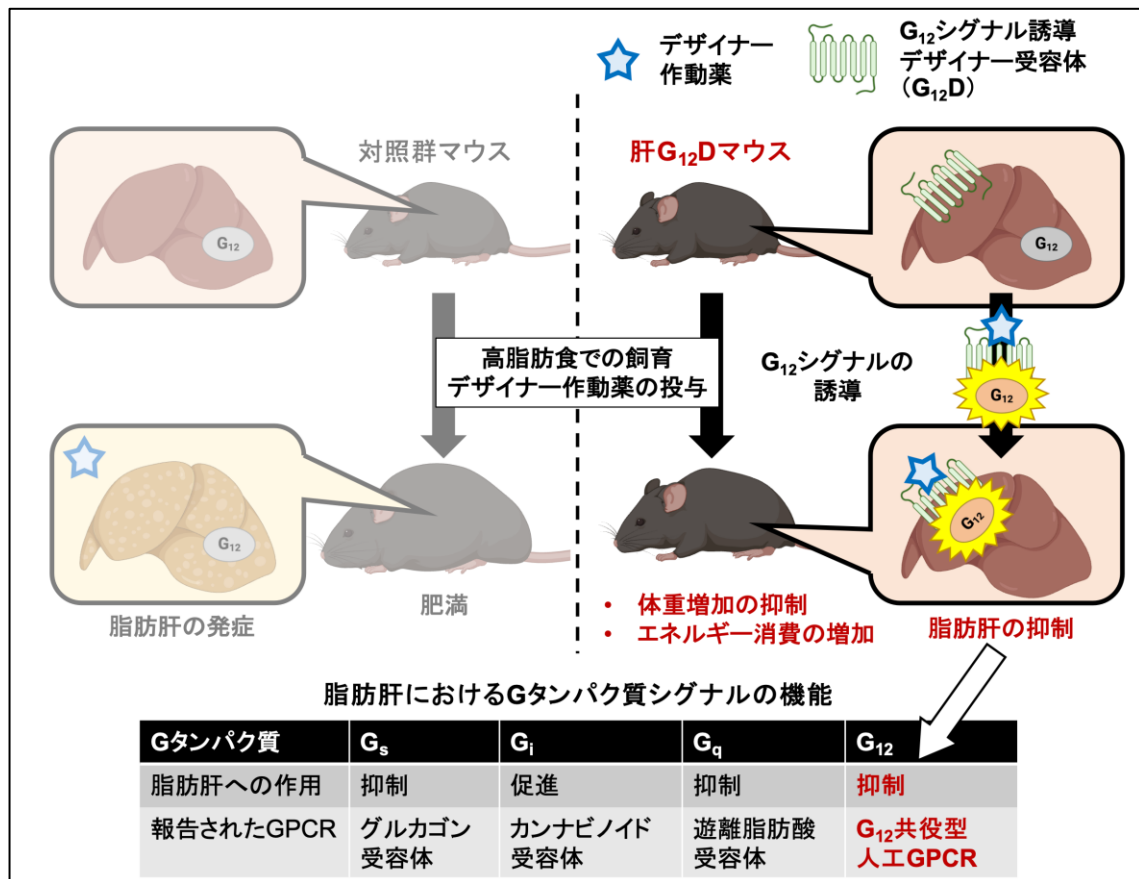 デザイナー
作動薬
G12シグナル誘導
デザイナー受容体
（G12D）
対照群マウス
肝G12Dマウス
G12
G12
高脂肪食での飼育
デザイナー作動薬の投与
G12シグナルの
誘導
G12
G12
G12
脂肪肝の発症
肥満
• 体重増加の抑制
• エネルギー消費の増加
脂肪肝の抑制
脂肪肝におけるGタンパク質シグナルの機能
Gタンパク質 Gs Gi Gq G12
脂肪肝への作用 抑制 促進 抑制 抑制
報告されたGPCR グルカゴン カンナビノイド 遊離脂肪酸 G12共役型
受容体 受容体 受容体 人工GPCR